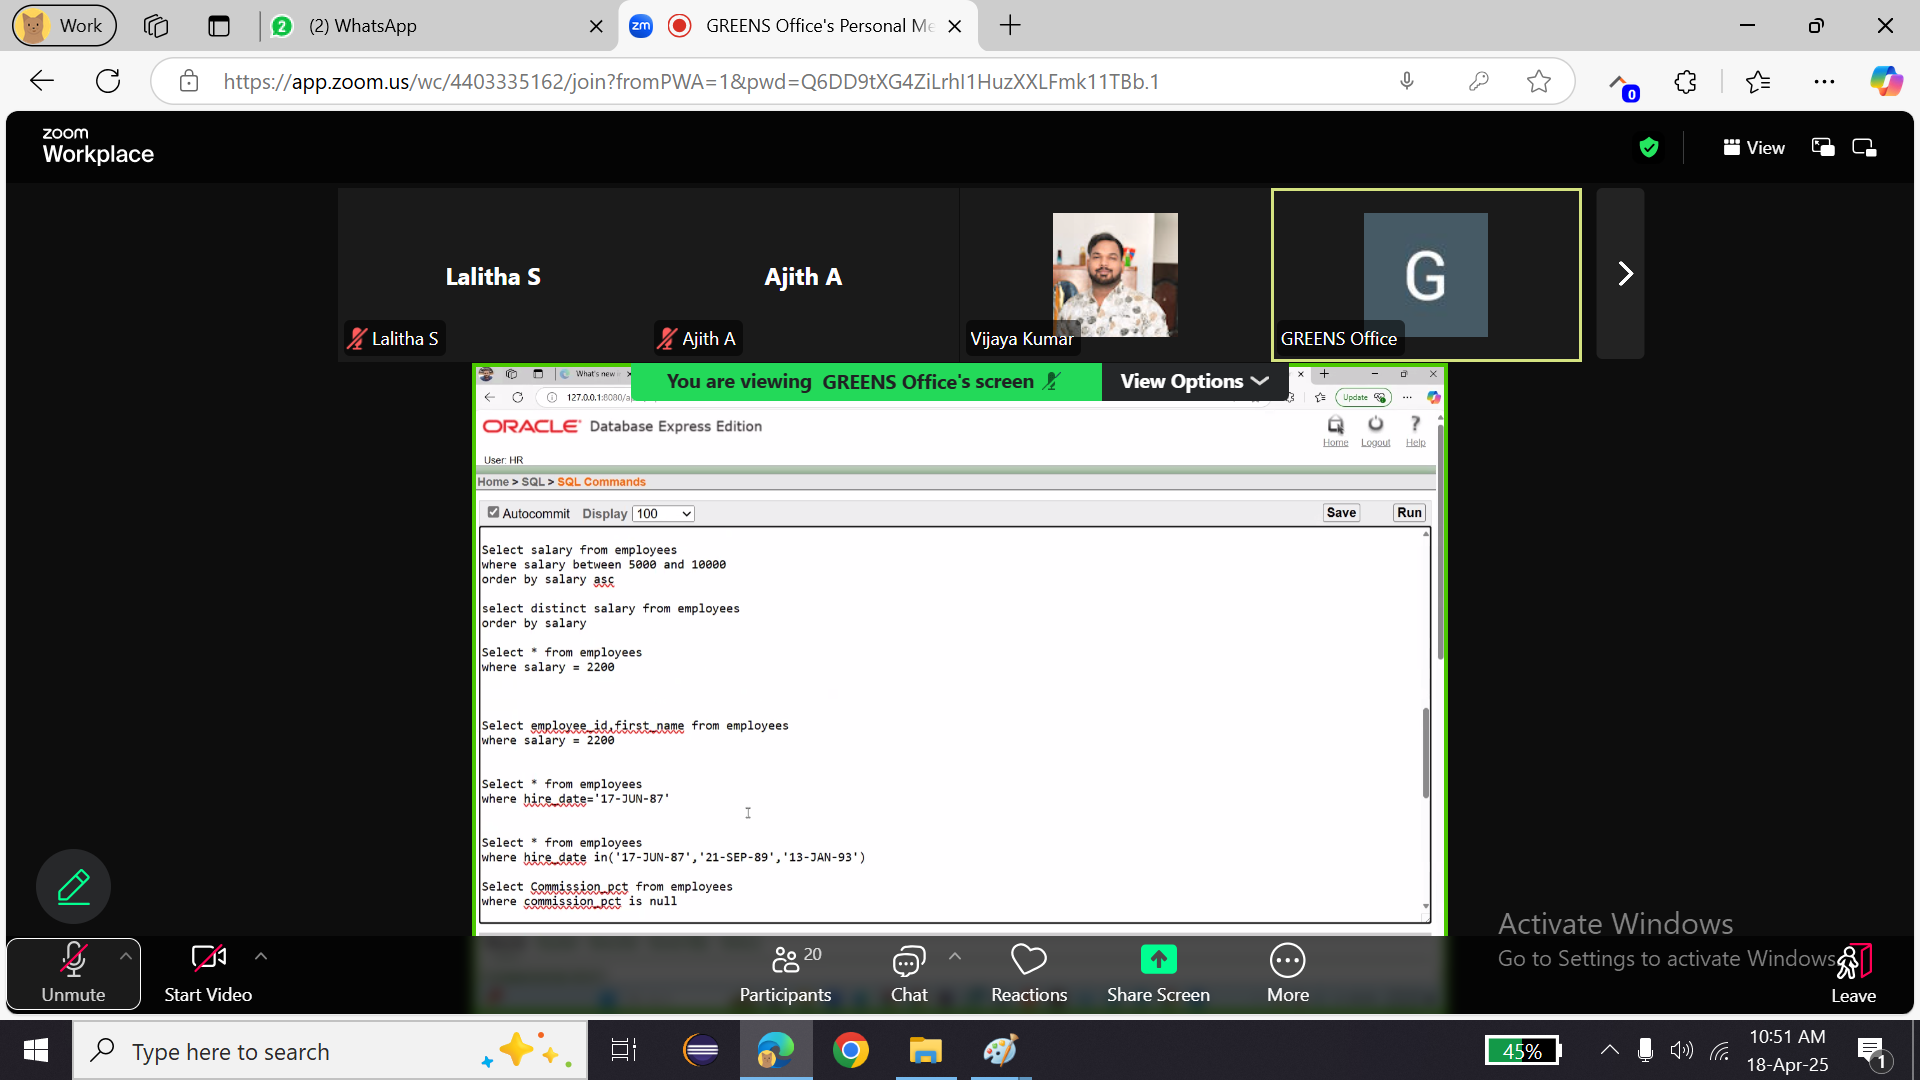 Work
(2) WhatsApp
zm
GREENS Office's Personal Me
https://app.zoom.us/wc/4403335162/join?fromPWA=1&pwd=Q6DD9tXG4ZiLrhI1HuzXXLFmk11TBb.1
0
zoom
Workplace
View
Lalitha S
Ajith A
G
Lalitha S
Ajith A
Vijaya Kumar
GREENS Office
You are viewing GREENS Office's screen
View Options
What's new
127.0.0.1:8080/a
Update
ORACLE Database Express Edition
Home
Logout
Help
User: HR
Home > SQL > SQL Commands
Autocommit Display 100
Save
Run
Select salary from employees
where salary between 5000 and 10000
order by salary asc
select distinct salary from employees
order by salary
Select * from employees
where salary = 2200
Select employee_id,first_name from employees
where salary = 2200
Select * from employees
where hire_date='17-JUN-87'
Select * from employees
where hire_date in('17-JUN-87','21-SEP-89','13-JAN-93')
Select Commission_pct from employees
where commission_pct is null
Activate Windows
Go to Settings to activate Windows
Unmute
Start Video
20
Participants
Chat
Reactions
Share Screen
More
Leave
Type here to search
45%
10:51 AM
18-Apr-25
1